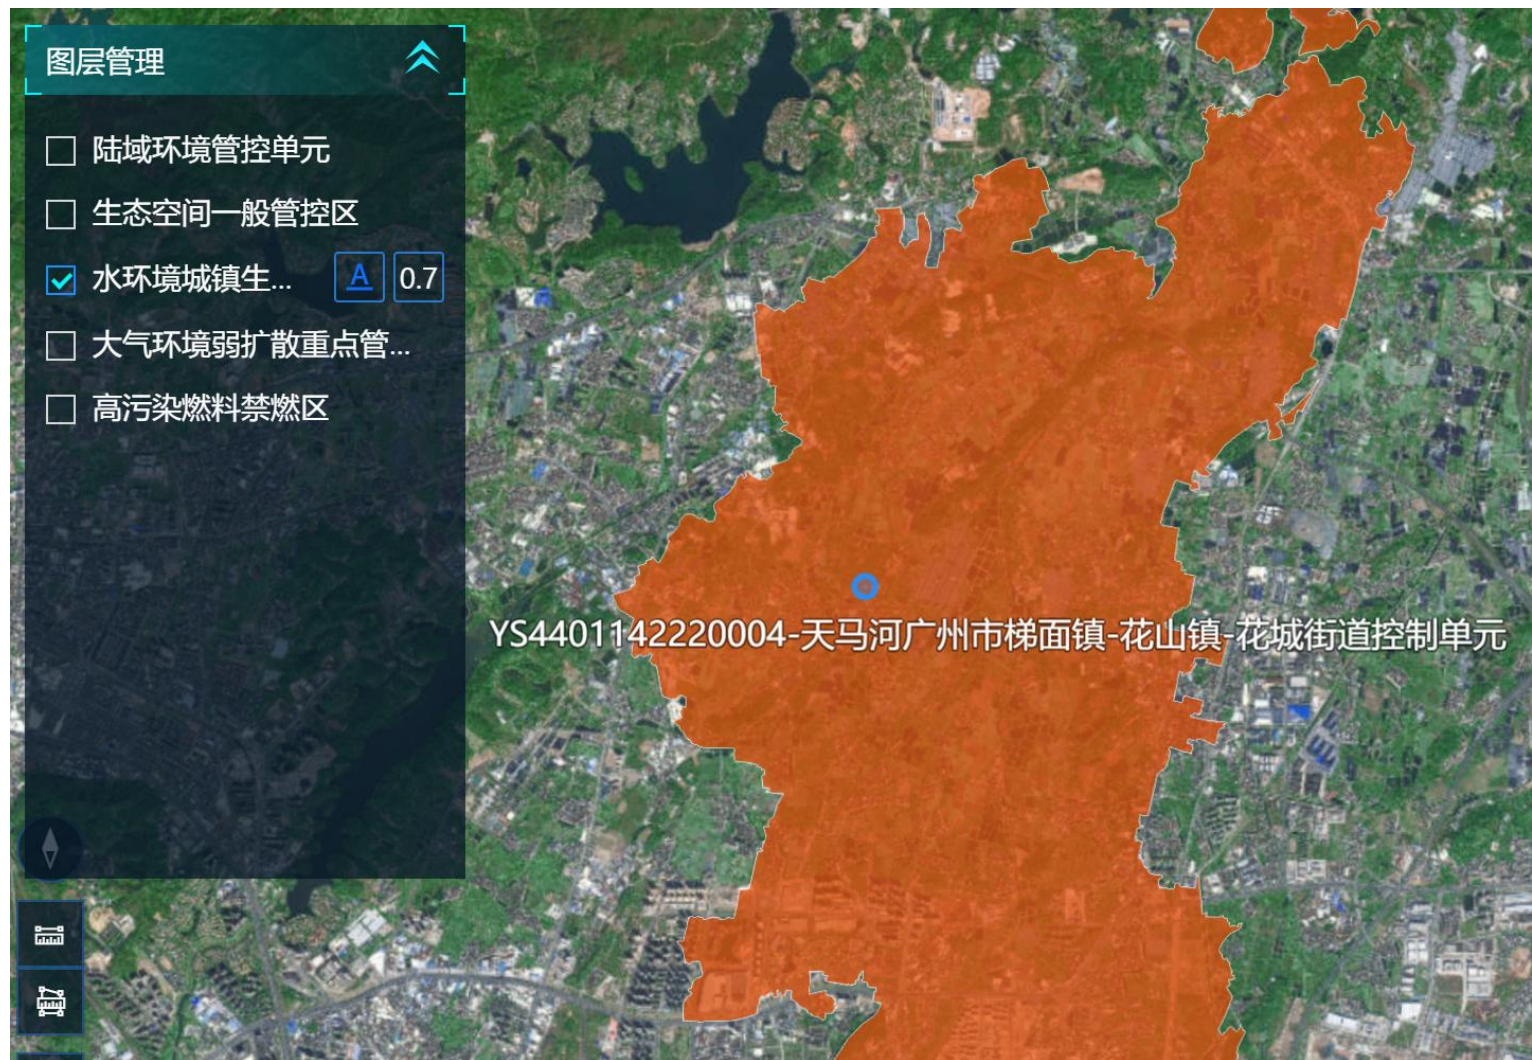 图层管理
陆域环境管控单元
生态空间一般管控区
水环境城镇生... A 0.7
大气环境弱扩散重点管...
高污染燃料禁燃区
YS4401142220004-天马河广州市梯面镇-花山镇-花城街道控制单元